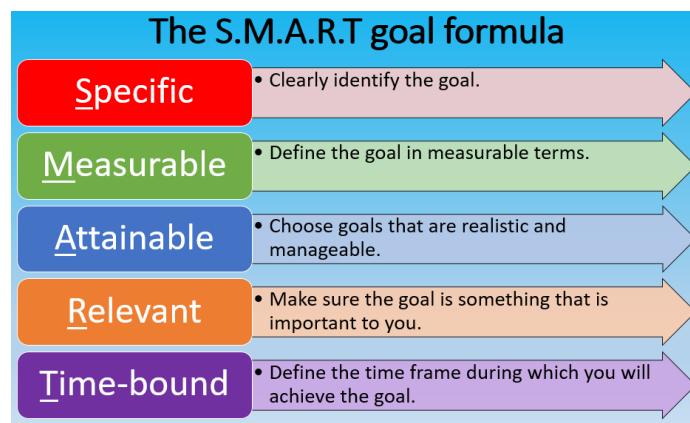 The S.M.A.R.T goal formula
Specific
• Clearly identify the goal.
Measurable
• Define the goal in measurable terms.
Attainable
• Choose goals that are realistic and
manageable.
Relevant
• Make sure the goal is something that is
important to you.
Time-bound
• Define the time frame during which you will
achieve the goal.